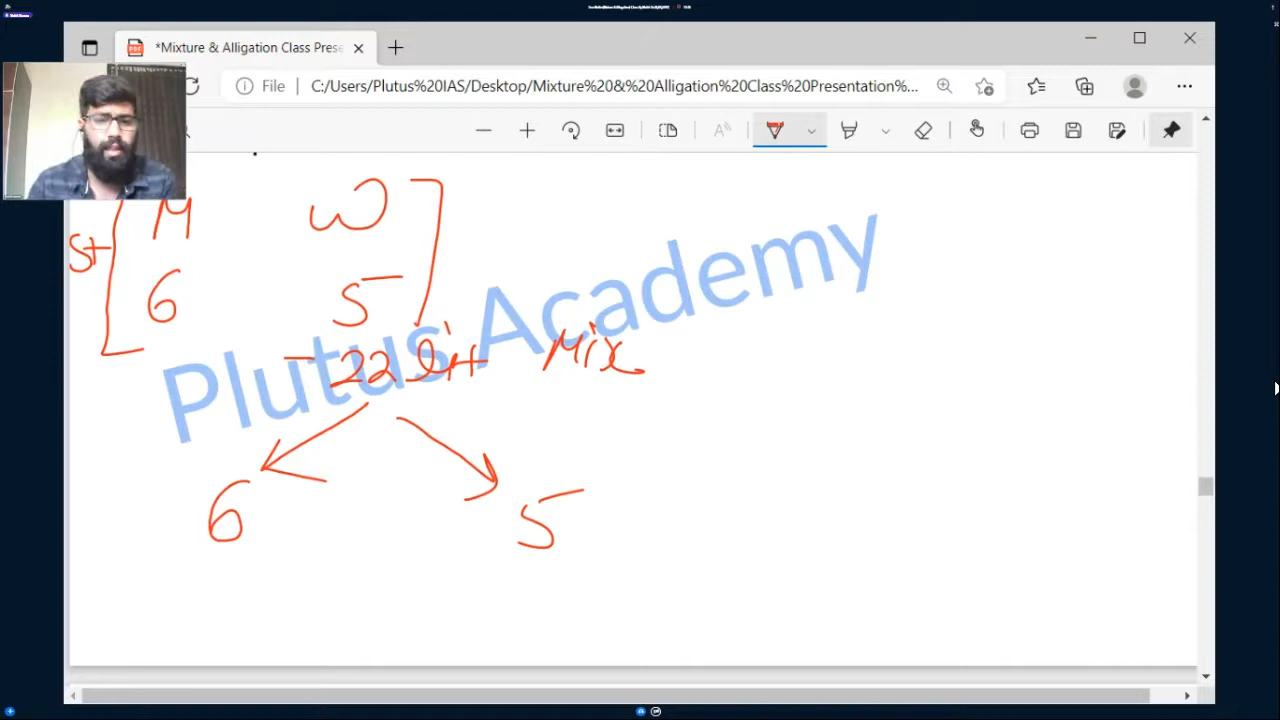 *Mixture & Alligation Class Prese
File C:/Users/Plutus%20IAS/Desktop/Mixture%20&%20Alligation%20Class%20Presentation%...
M W
St
6 5
Plutus Academy
- 22 lit Mix
6 5